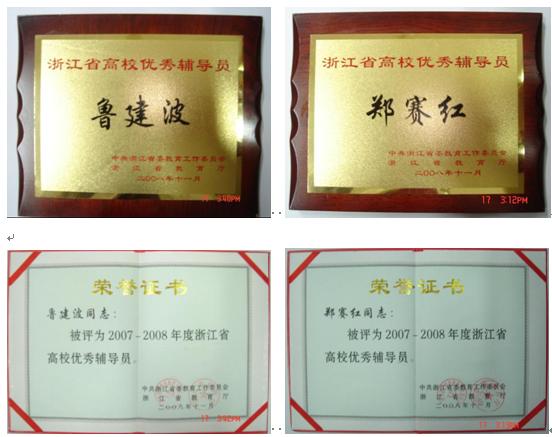 浙江省高校优秀辅导员
鲁建波
中共浙江省委教育工作委员会
浙江省教育厅
二〇〇八年十一月
17 3:40PM
浙江省高校优秀辅导员
郑赛红
中共浙江省委教育工作委员会
浙江省教育厅
二〇〇八年十一月
17 3:12PM
荣誉证书
鲁建波同志：
被评为2007-2008年度浙江省
高校优秀辅导员。
中共浙江省委教育工作委员会
浙江省教育厅
二〇〇八年十一月
17 3:42PM
荣誉证书
郑赛红同志：
被评为2007-2008年度浙江省
高校优秀辅导员。
中共浙江省委教育工作委员会
浙江省教育厅
二〇〇八年十一月